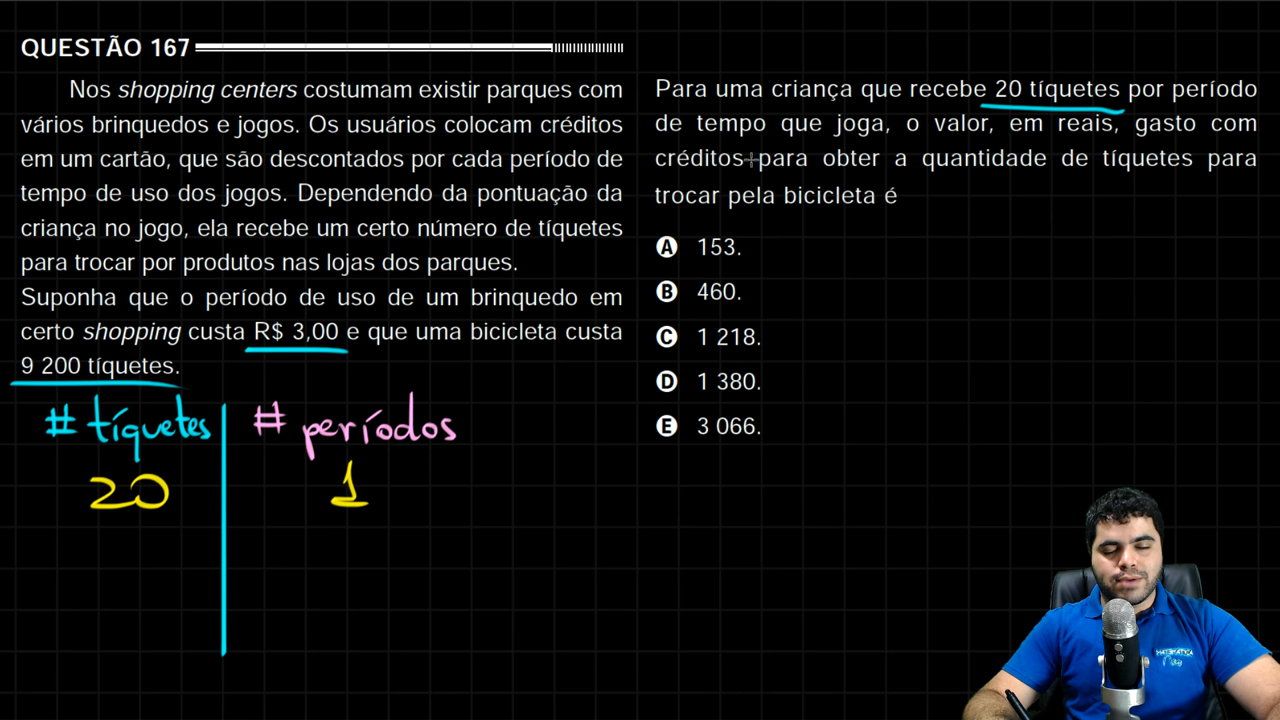 QUESTÃO 167
Nos shopping centers costumam existir parques com
vários brinquedos e jogos. Os usuários colocam créditos
em um cartão, que são descontados por cada período de
tempo de uso dos jogos. Dependendo da pontuação da
criança no jogo, ela recebe um certo número de tíquetes
para trocar por produtos nas lojas dos parques.
Suponha que o período de uso de um brinquedo em
certo shopping custa R$ 3,00 e que uma bicicleta custa
9 200 tíquetes.
# tíquetes # períodos
20 1
Para uma criança que recebe 20 tíquetes por período
de tempo que joga, o valor, em reais, gasto com
créditos para obter a quantidade de tíquetes para
trocar pela bicicleta é
A 153.
B 460.
C 1 218.
D 1 380.
E 3 066.
MATEMÁTICA